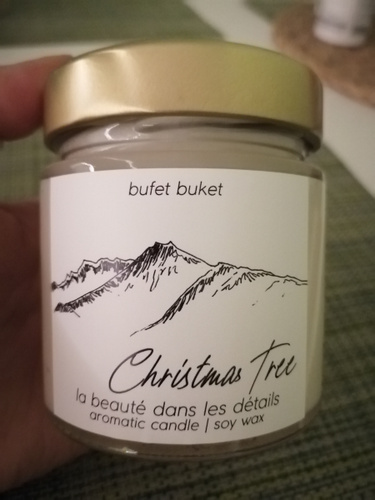 bufet buket
Christmas Tree
la beauté dans les détails
aromatic candle | soy wax